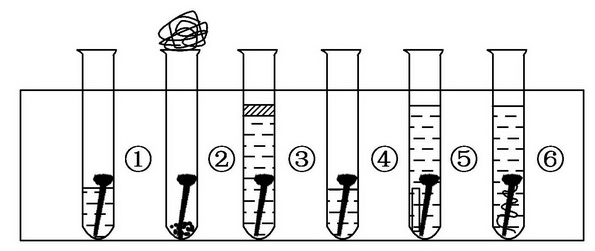 ① ② ③ ④ ⑤ ⑥